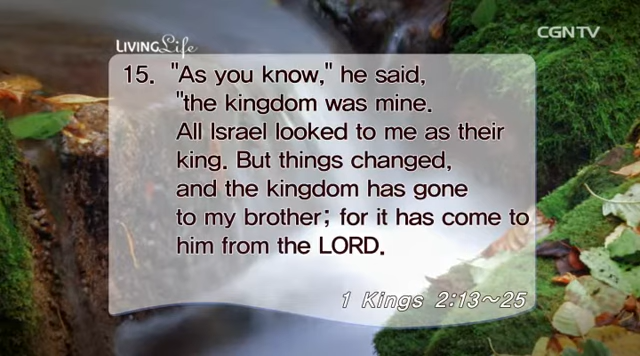 LIVING Life
CGNTV
15. "As you know," he said,
"the kingdom was mine.
All Israel looked to me as their
king. But things changed,
and the kingdom has gone
to my brother; for it has come to
him from the LORD.
1 Kings 2:13~25